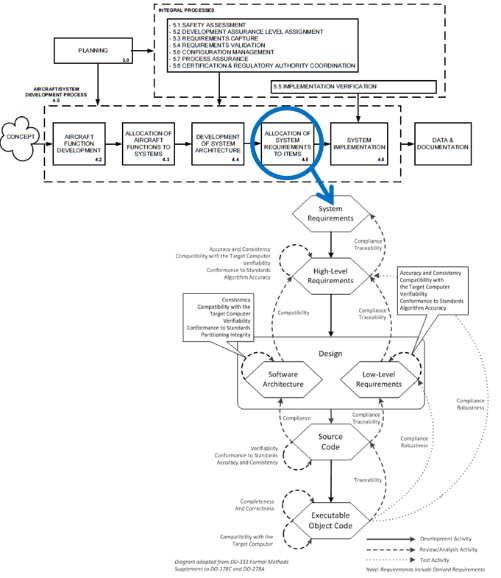 INTEGRAL PROCESSES
- 5.1 SAFETY ASSESSMENT
- 5.2 DEVELOPMENT ASSURANCE LEVEL ASSIGNMENT
- 5.3 REQUIREMENTS CAPTURE
- 5.4 REQUIREMENTS VALIDATION
- 5.6 CONFIGURATION MANAGEMENT
- 5.7 PROCESS ASSURANCE
- 5.8 CERTIFICATION & REGULATORY AUTHORITY COORDINATION
PLANNING
3.0
5.5 IMPLEMENTATION VERIFICATION
AIRCRAFT/SYSTEM
DEVELOPMENT PROCESS
4.0
CONCEPT
AIRCRAFT
FUNCTION
DEVELOPMENT
4.2
ALLOCATION OF
AIRCRAFT
FUNCTIONS TO
SYSTEMS
4.3
DEVELOPMENT
OF SYSTEM
ARCHITECTURE
4.4
ALLOCATION OF
SYSTEM
REQUIREMENTS
TO ITEMS
4.5
SYSTEM
IMPLEMENTATION
4.6
DATA &
DOCUMENTATION
System
Requirements
Compliance
Traceability
Accuracy and Consistency
Compatibility with the Target Computer
Verifiability
Conformance to Standards
Algorithm Accuracy
High-Level
Requirements
Accuracy and Consistency
Compatibility with
the Target Computer
Verifiability
Conformance to Standards
Algorithm Accuracy
Consistency
Compatibility with the
Target Computer
Verifiability
Conformance to Standards
Partitioning Integrity
Compatibility
Compliance
Traceability
Design
Software
Architecture
Low-Level
Requirements
Compliance
Robustness
Compliance
Compliance
Traceability
Source
Code
Verifiability
Conformance to Standards
Accuracy and Consistency
Compliance
Robustness
Traceability
Completeness
And Correctness
Executable
Object Code
Compatibility with the
Target Computer
Development Activity
Review/Analysis Activity
Test Activity
Diagram adapted from DO-333 Formal Methods
Supplement to DO-178C and DO-278A
Note: Requirements include Derived Requirements